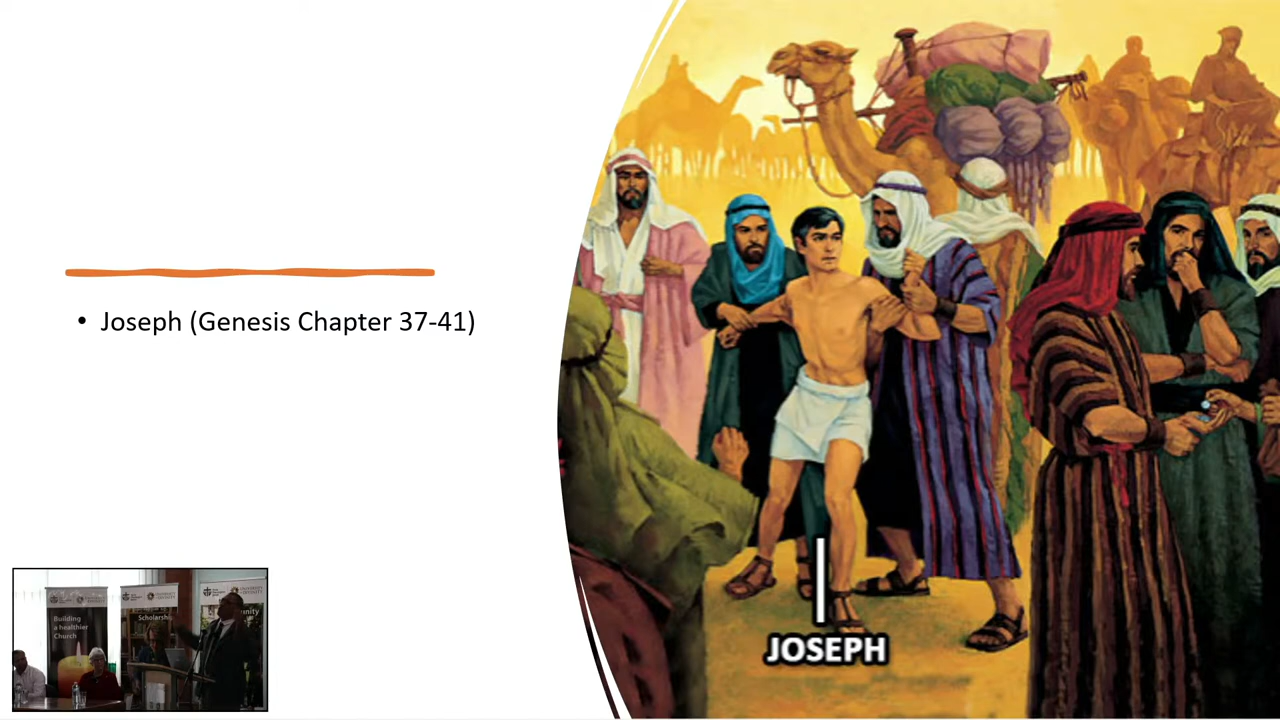 • Joseph (Genesis Chapter 37-41)
JOSEPH
Building
a healthier
Church